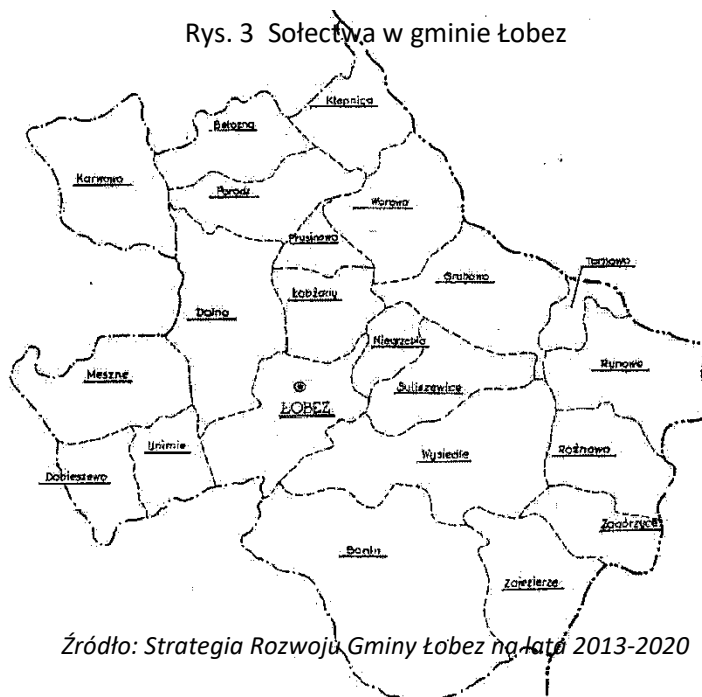 Rys. 3 Sołectwa w gminie Łobez
Kłępnica
Bełczna
Karwowo
Poradz
Worowo
Prusinowo
Tarnowo
Grabowo
Łobżany
Dalno
Niegrzebia
Runowo
Meszne
Suliszewice
ŁOBEZ
Unimie
Wysiedle
Rożnowo
Dobieszewo
Zagórzyce
Bonin
Zajezierze
Źródło: Strategia Rozwoju Gminy Łobez na lata 2013-2020